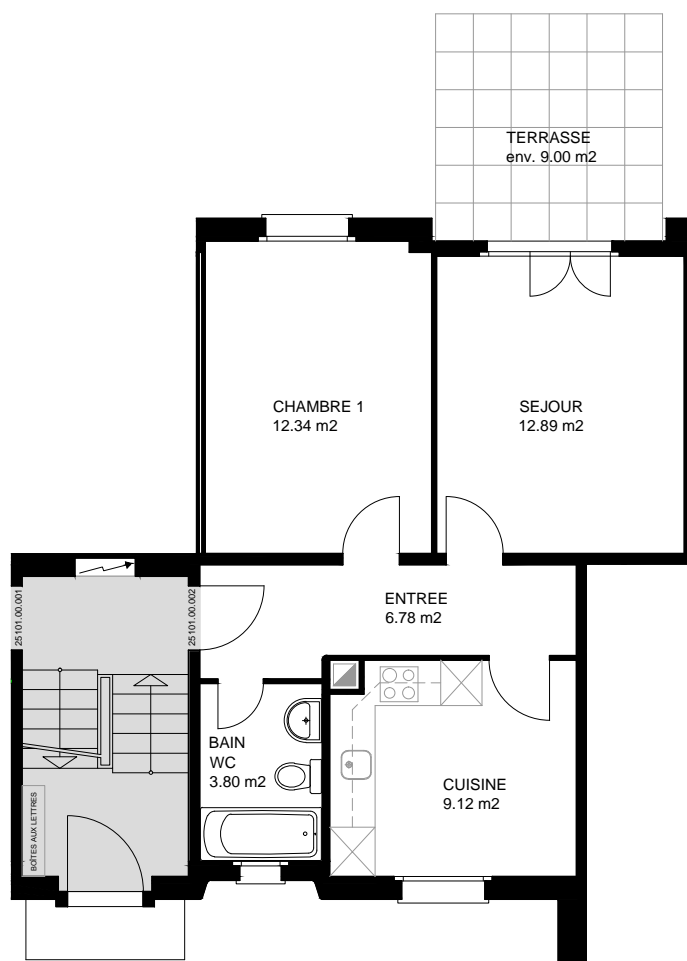 TERRASSE
env. 9.00 m2
CHAMBRE 1
12.34 m2
SEJOUR
12.89 m2
25101.00.001
25101.00.002
ENTREE
6.78 m2
BAIN
WC
3.80 m2
CUISINE
9.12 m2
BOÎTES AUX LETTRES